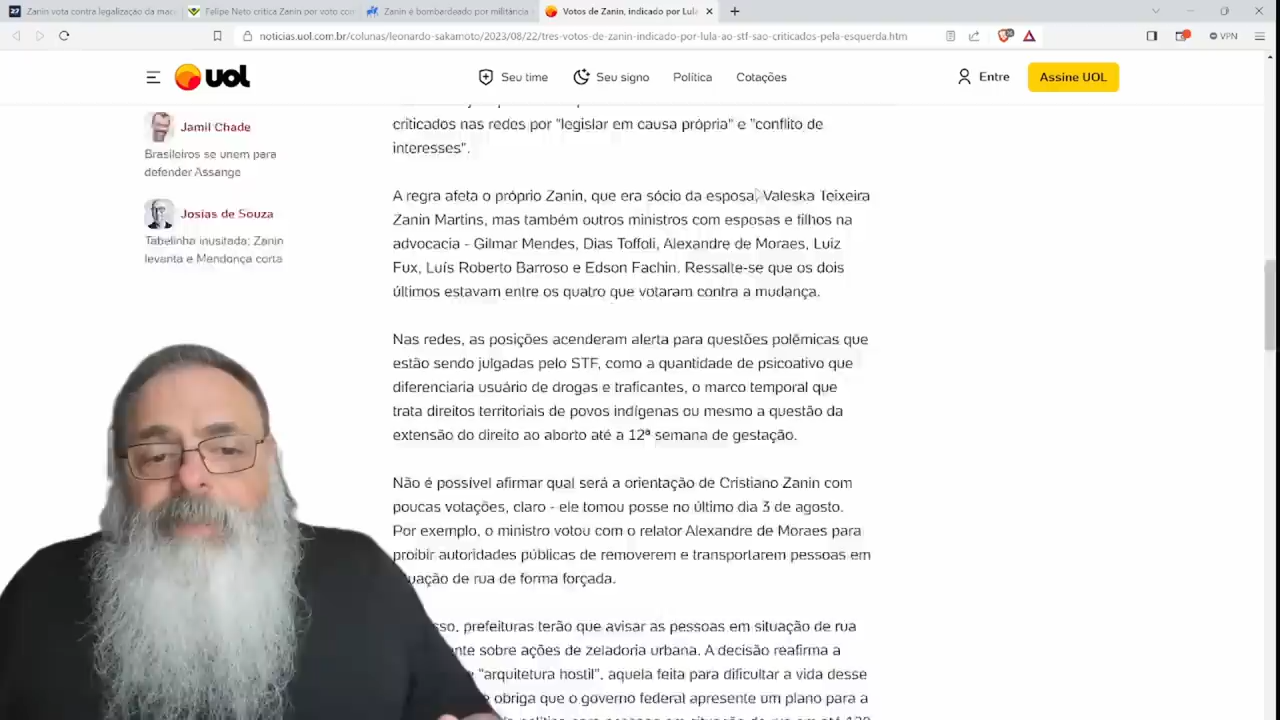 Zanin vota contra legalização da mac
Felipe Neto critica Zanin por voto con
Zanin é bombardeado por militância
Votos de Zanin, indicado por Lula
noticias.uol.com.br/colunas/leonardo-sakamoto/2023/08/22/tres-votos-de-zanin-indicado-por-lula-ao-stf-sao-criticados-pela-esquerda.htm
VPN
UOL
Seu time
Seu signo
Política
Cotações
Entre
Assine UOL
Jamil Chade
Brasileiros se unem para
defender Assange
Josias de Souza
Tabelinha inusitada: Zanin
levanta e Mendonça corta
criticados nas redes por "legislar em causa própria" e "conflito de
interesses".
A regra afeta o próprio Zanin, que era sócio da esposa, Valeska Teixeira
Zanin Martins, mas também outros ministros com esposas e filhos na
advocacia - Gilmar Mendes, Dias Toffoli, Alexandre de Moraes, Luiz
Fux, Luís Roberto Barroso e Edson Fachin. Ressalte-se que os dois
últimos estavam entre os quatro que votaram contra a mudança.
Nas redes, as posições acenderam alerta para questões polêmicas que
estão sendo julgadas pelo STF, como a quantidade de psicoativo que
diferenciaria usuário de drogas e traficantes, o marco temporal que
trata direitos territoriais de povos indígenas ou mesmo a questão da
extensão do direito ao aborto até a 12ª semana de gestação.
Não é possível afirmar qual será a orientação de Cristiano Zanin com
poucas votações, claro - ele tomou posse no último dia 3 de agosto.
Por exemplo, o ministro votou com o relator Alexandre de Moraes para
proibir autoridades públicas de removerem e transportarem pessoas em
uação de rua de forma forçada.
sso, prefeituras terão que avisar as pessoas em situação de rua
nte sobre ações de zeladoria urbana. A decisão reafirma a
"arquitetura hostil", aquela feita para dificultar a vida desse
e obriga que o governo federal apresente um plano para a